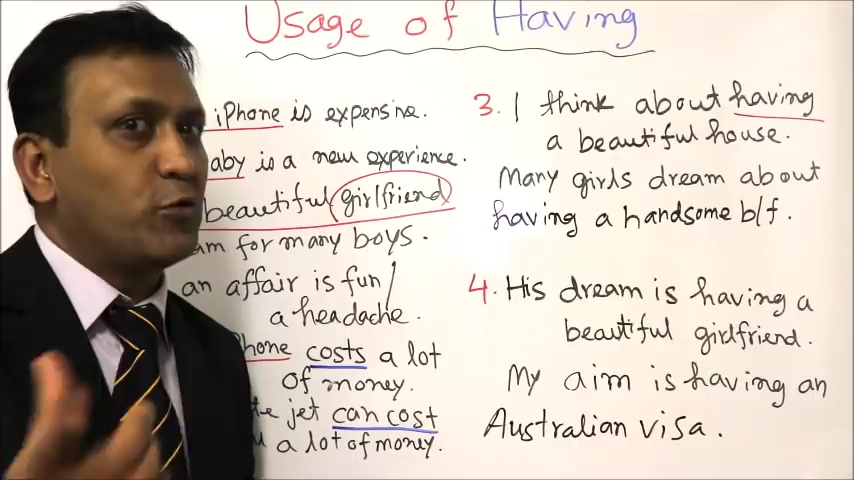 Usage of Having
iPhone is expensive.
aby is a new experience.
beautiful girlfriend
am for many boys.
an affair is fun/
a headache.
hone costs a lot
of money.
te jet can cost
a lot of money.
3. I think about having
a beautiful house.
Many girls dream about
having a handsome b/f.
4. His dream is having a
beautiful girlfriend.
My aim is having an
Australian visa.